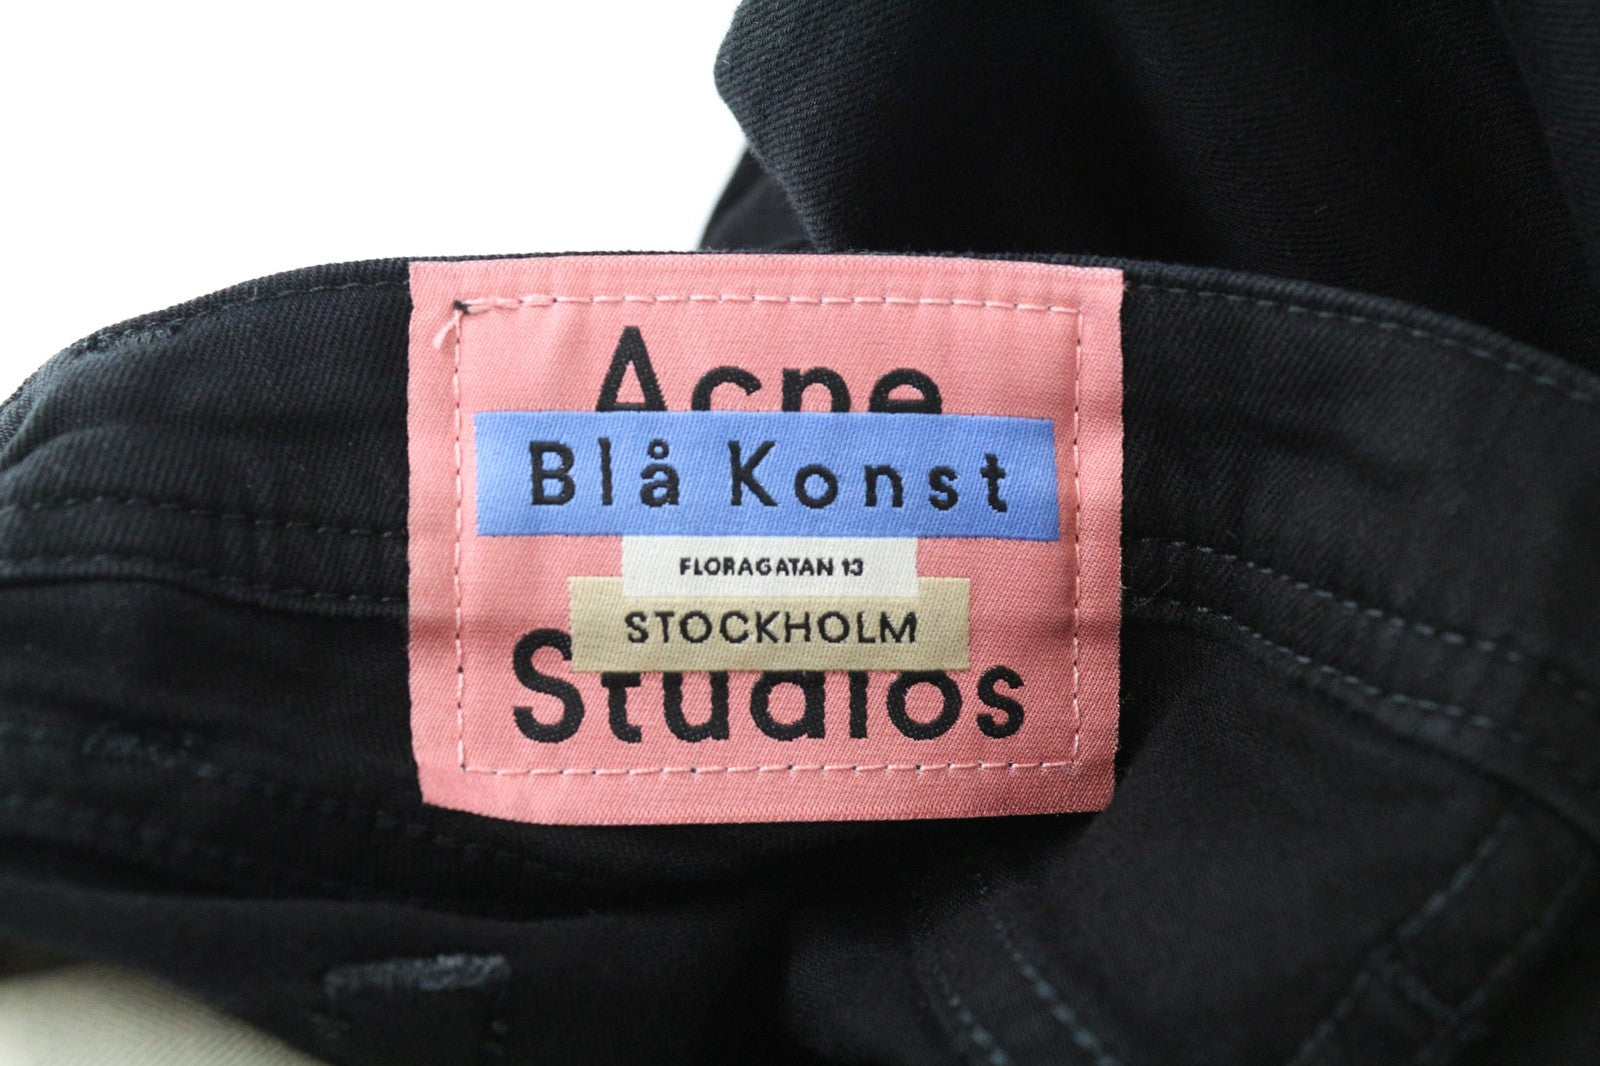 Acne
Blå Konst
FLORAGATAN 13
STOCKHOLM
Studios